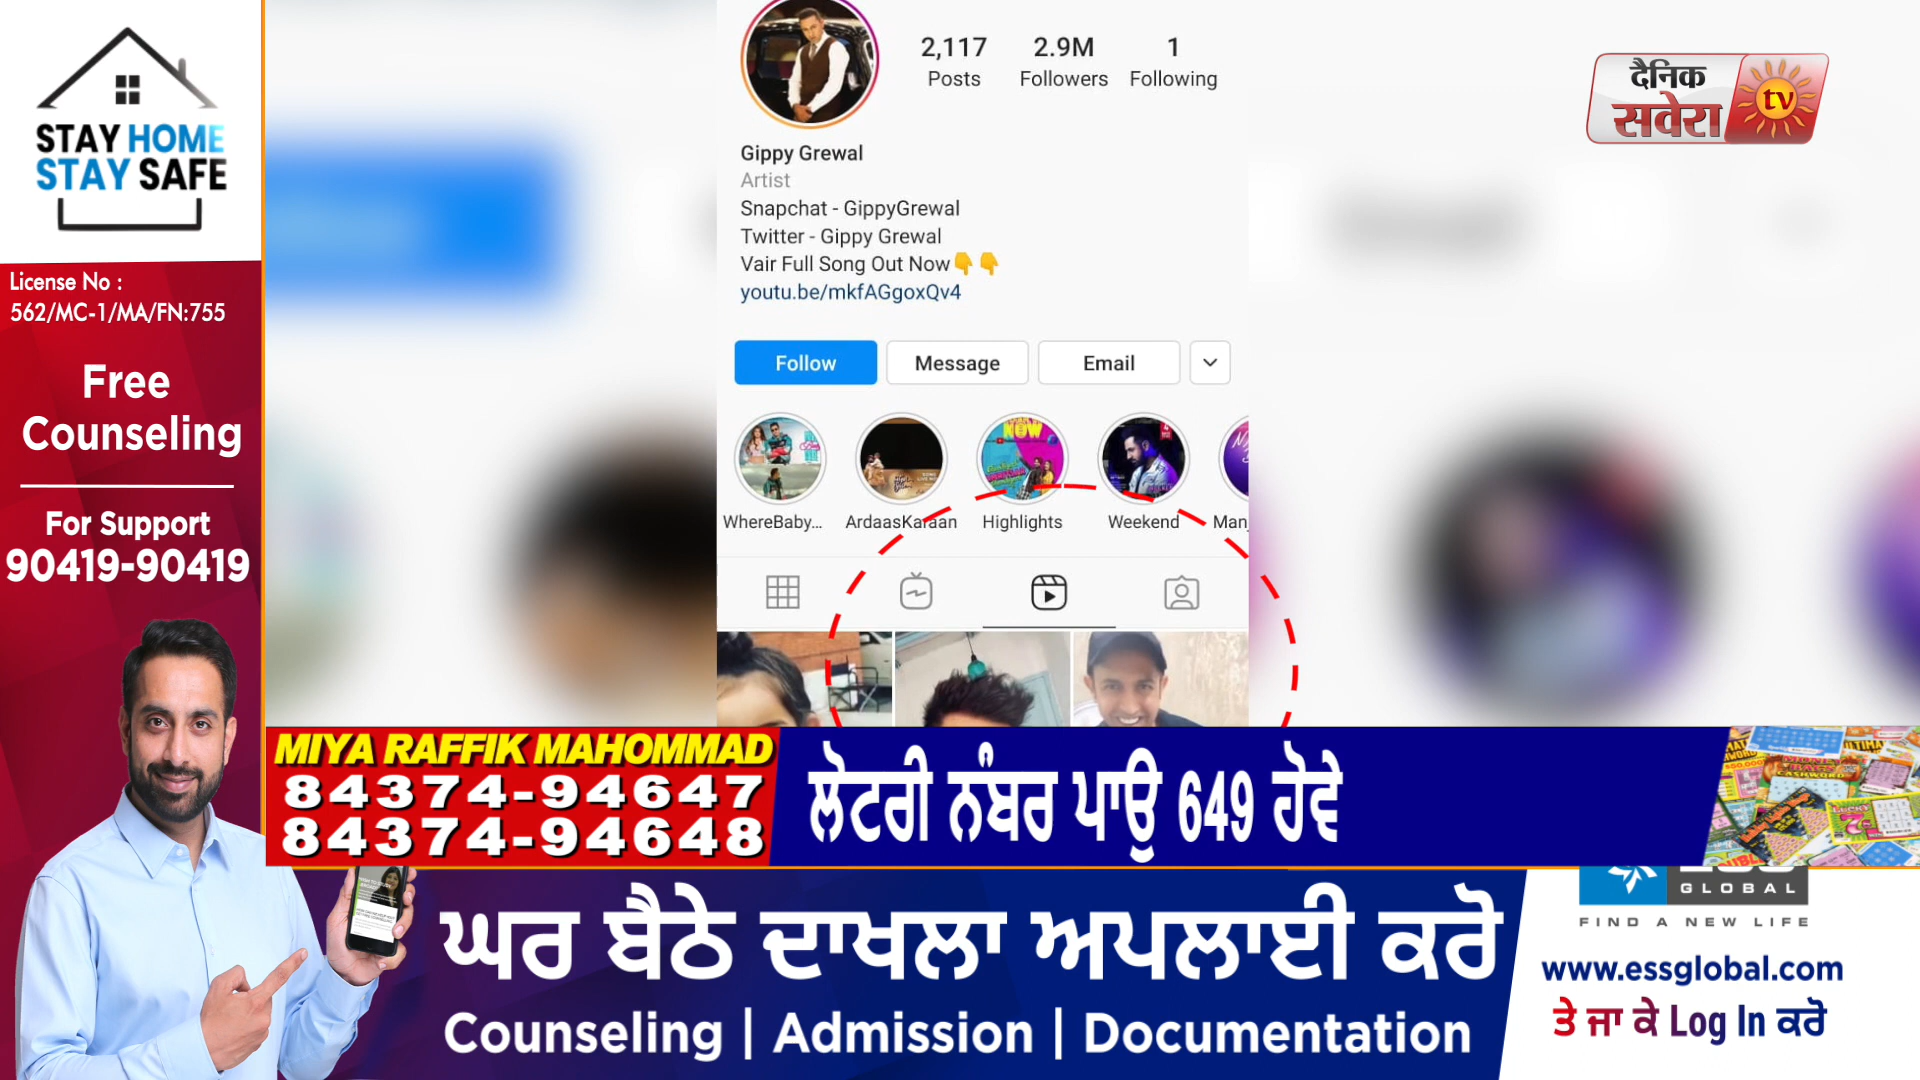 STAY HOME
STAY SAFE
License No :
562/MC-1/MA/FN:755
Free
Counseling
For Support
90419-90419
2,117
Posts
2.9M
Followers
1
Following
Gippy Grewal
Artist
Snapchat - GippyGrewal
Twitter - Gippy Grewal
Vair Full Song Out Now👇👇
youtu.be/mkfAGgoxQv4
Follow
Message
Email
WhereBaby...
ArdaasKaraan
Highlights
Weekend
दैनिक
सवेरा
tv
MIYA RAFFIK MAHOMMAD
84374-94647
84374-94648
ਲੋਟਰੀ ਨੰਬਰ ਪਾਉ 649 ਹੋਵੇ
ਘਰ ਬੈਠੇ ਦਾਖਲਾ ਅਪਲਾਈ ਕਰੋ
Counseling | Admission | Documentation
GLOBAL
FIND A NEW LIFE
www.essglobal.com
ਤੇ ਜਾ ਕੇ Log In ਕਰੋ